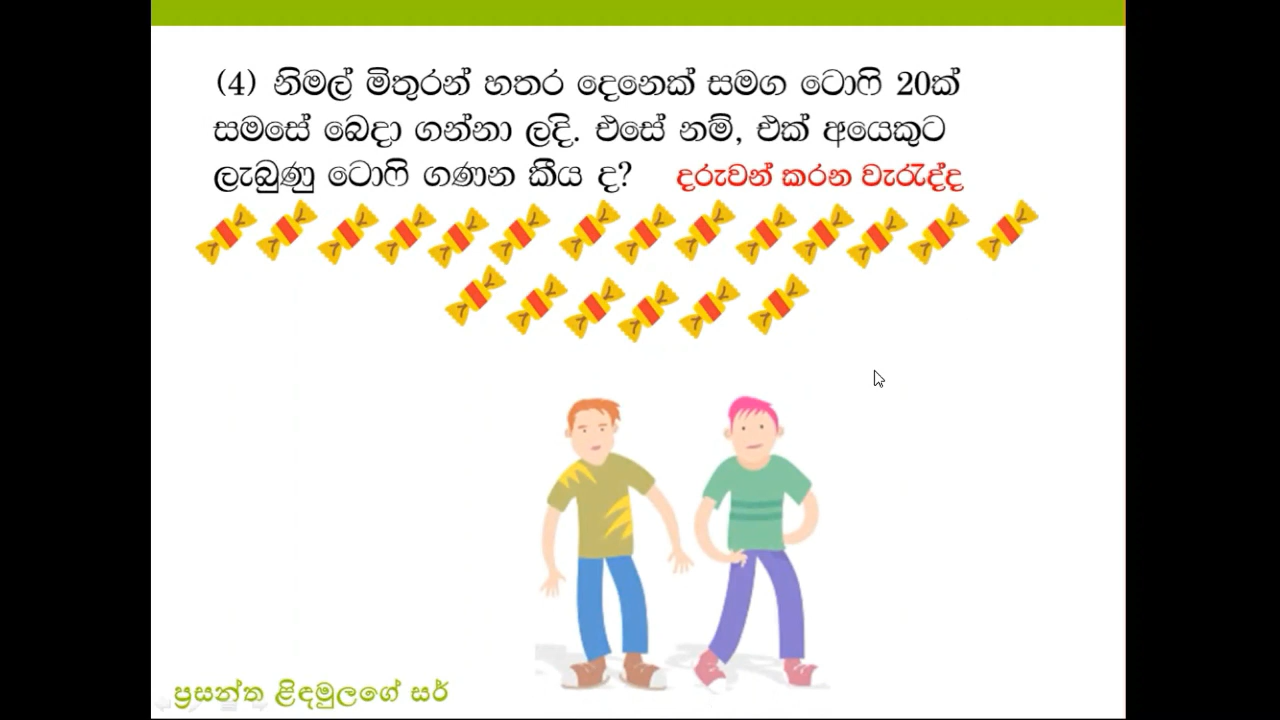 (4) නිමල් මිතුරන් හතර දෙනෙක් සමග ටොෆි 20ක්
සමසේ බෙදා ගන්නා ලදි. එසේ නම්, එක් අයෙකුට
ලැබුණු ටොෆි ගණන කීය ද? දරුවන් කරන වැරැද්ද
ප්‍රසන්ත ළිඳමුලගේ සර්